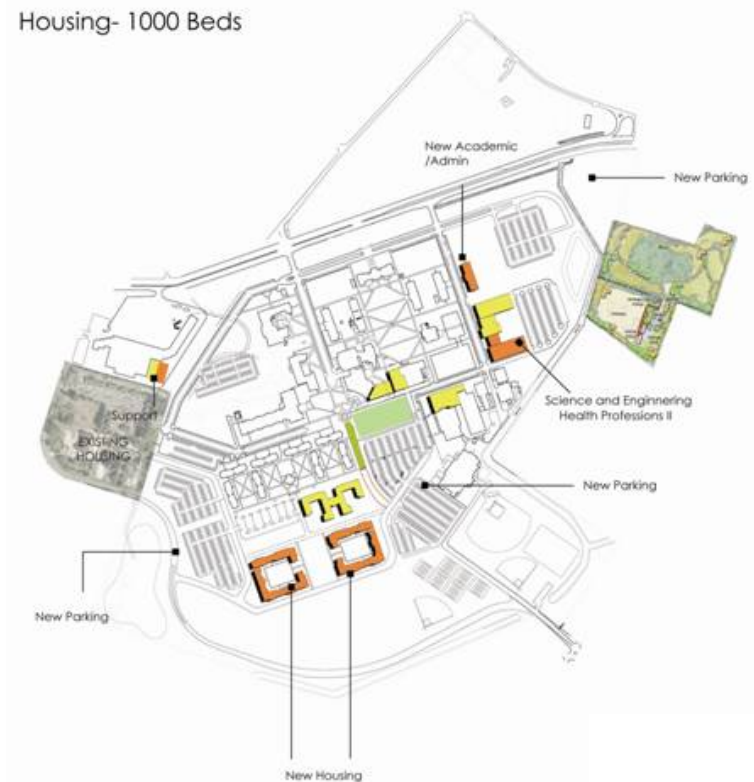 Housing- 1000 Beds
New Academic
/Admin
New Parking
Support
EXISTING
HOUSING
Science and Enginnering
Health Professions II
New Parking
New Parking
New Housing